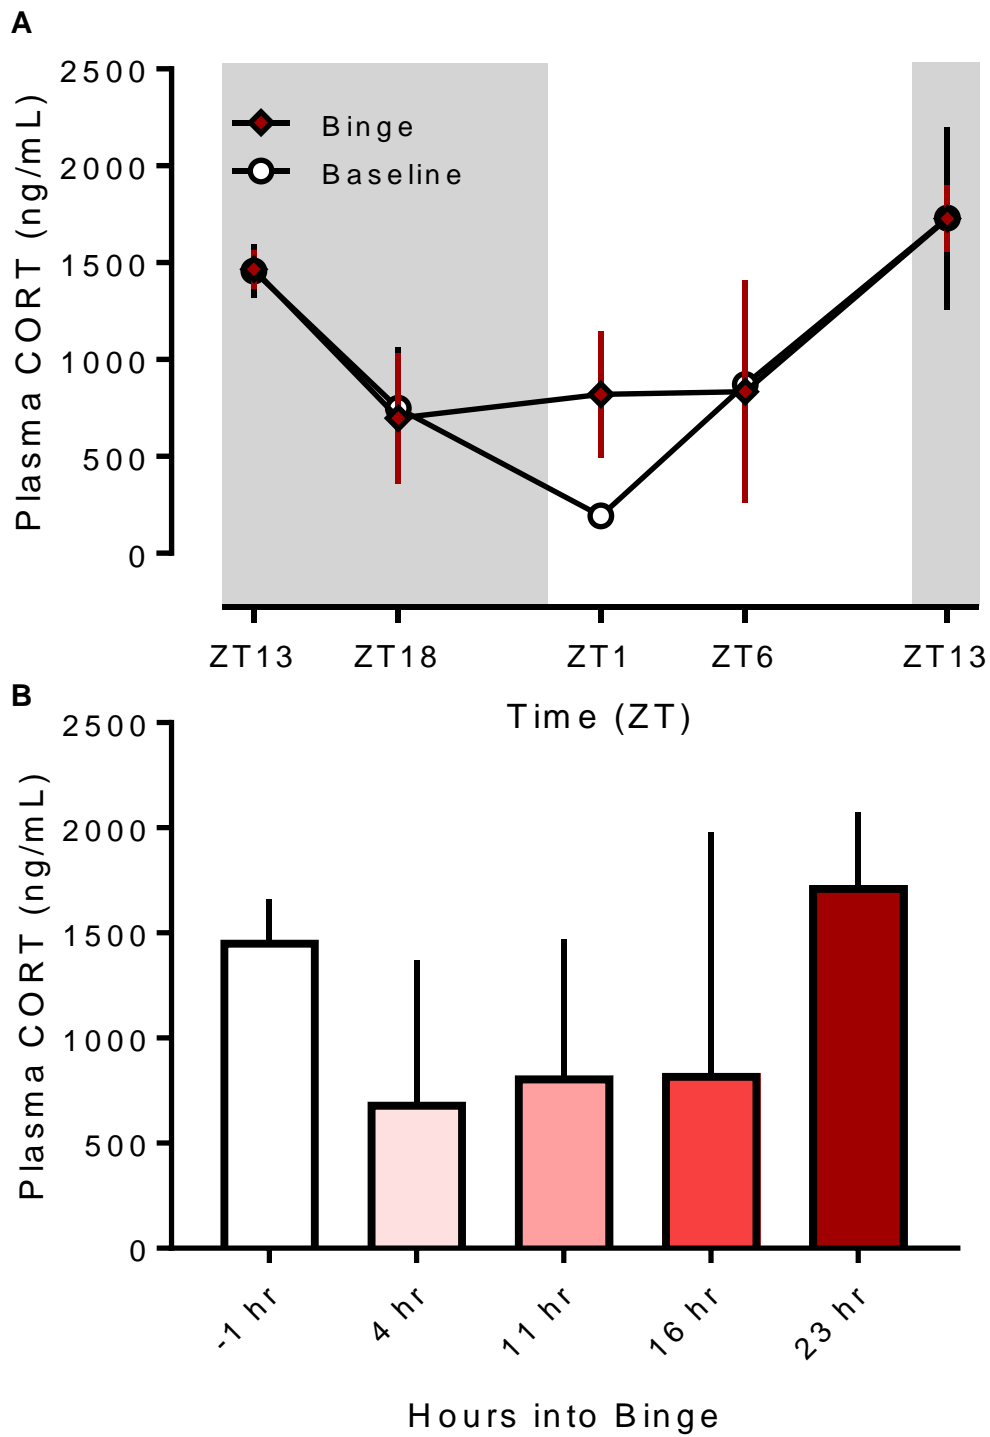 A
2500
2000
1500
1000
500
0
Plasma CORT (ng/mL)
Binge
Baseline
ZT13 ZT18 ZT1 ZT6 ZT13
Time (ZT)
B
2500
2000
1500
1000
500
0
Plasma CORT (ng/mL)
-1 hr 4 hr 11 hr 16 hr 23 hr
Hours into Binge